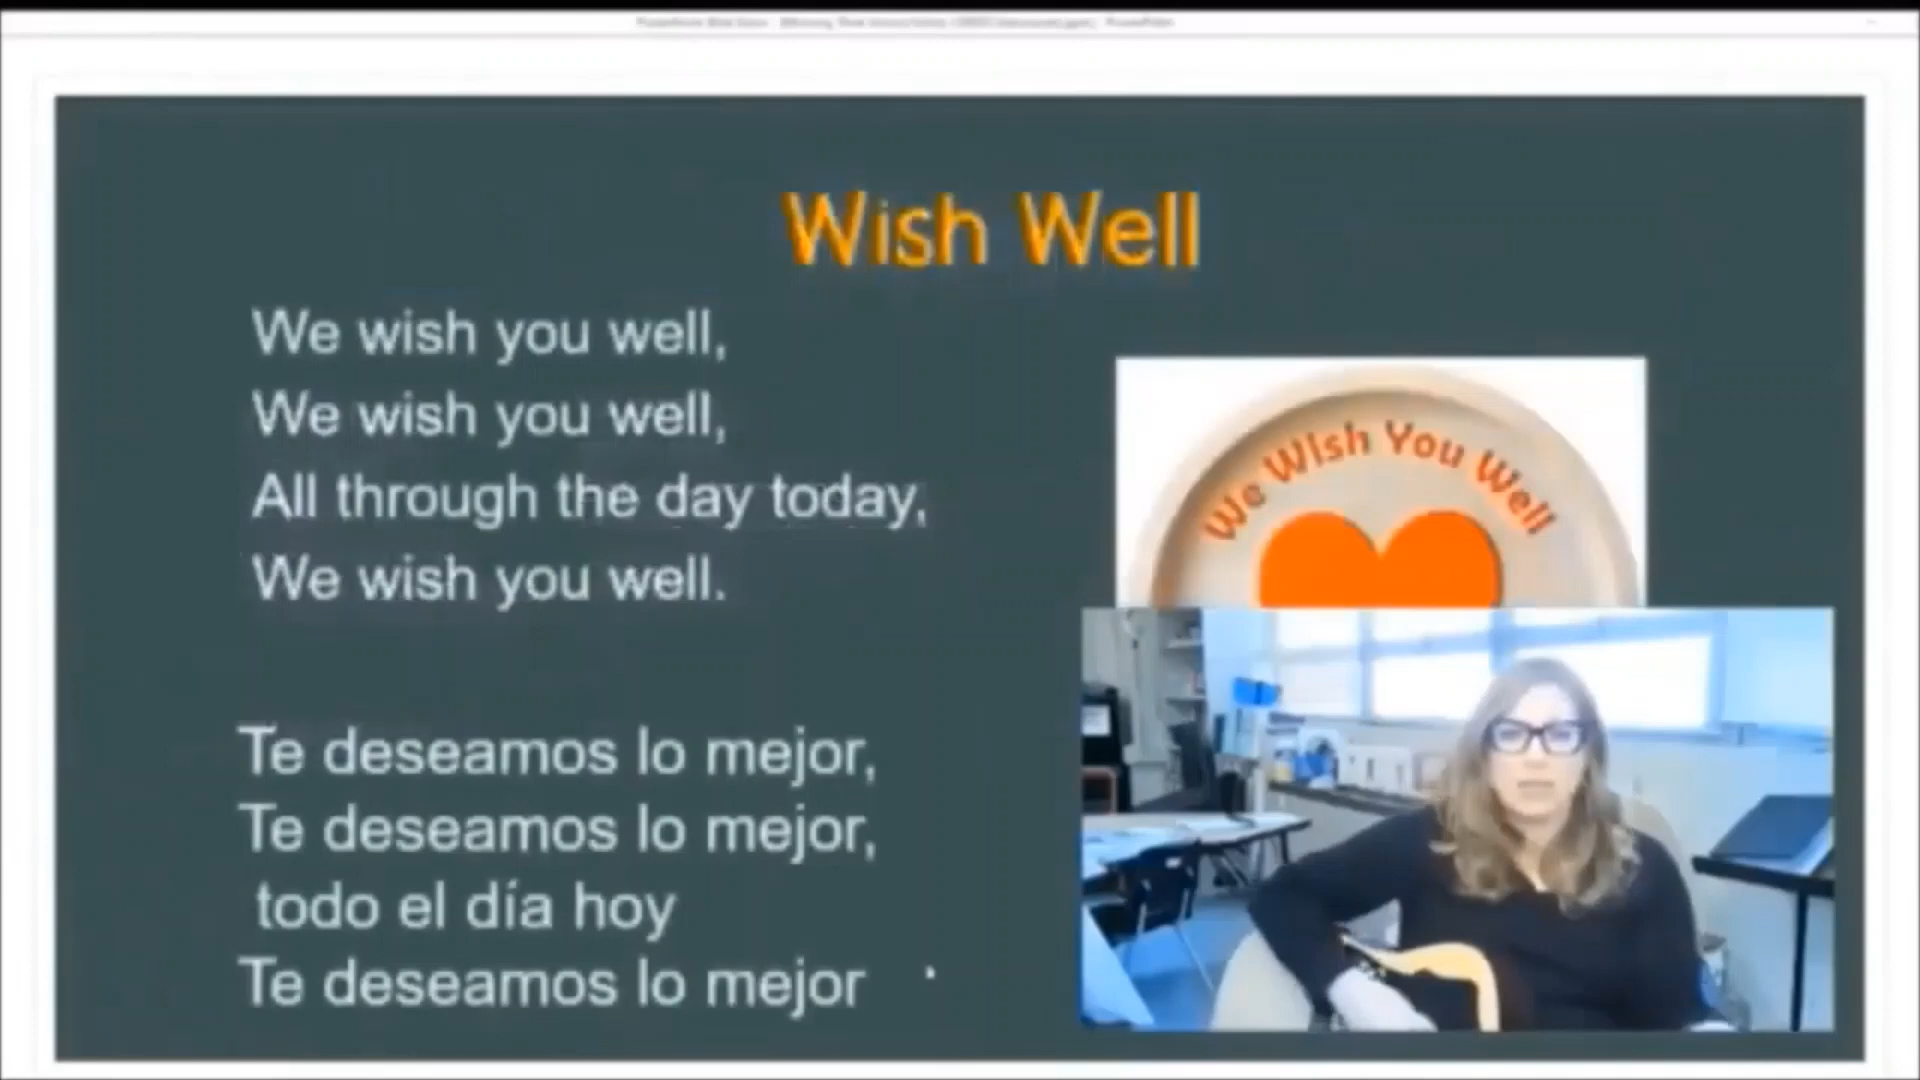 Wish Well
We wish you well,
We wish you well,
All through the day today,
We wish you well.
We Wish You Well
Te deseamos lo mejor,
Te deseamos lo mejor,
todo el día hoy
Te deseamos lo mejor